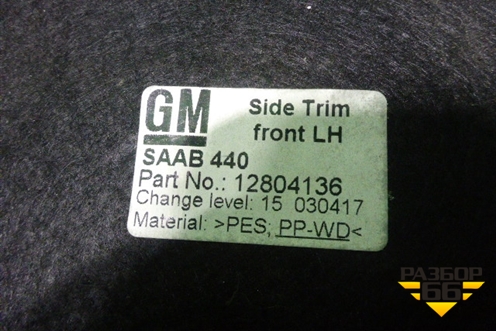 GM
Side Trim
front LH
SAAB 440
Part No.: 12804136
Change level: 15 030417
Material: >PES; PP-WD<
РАЗБОР
66